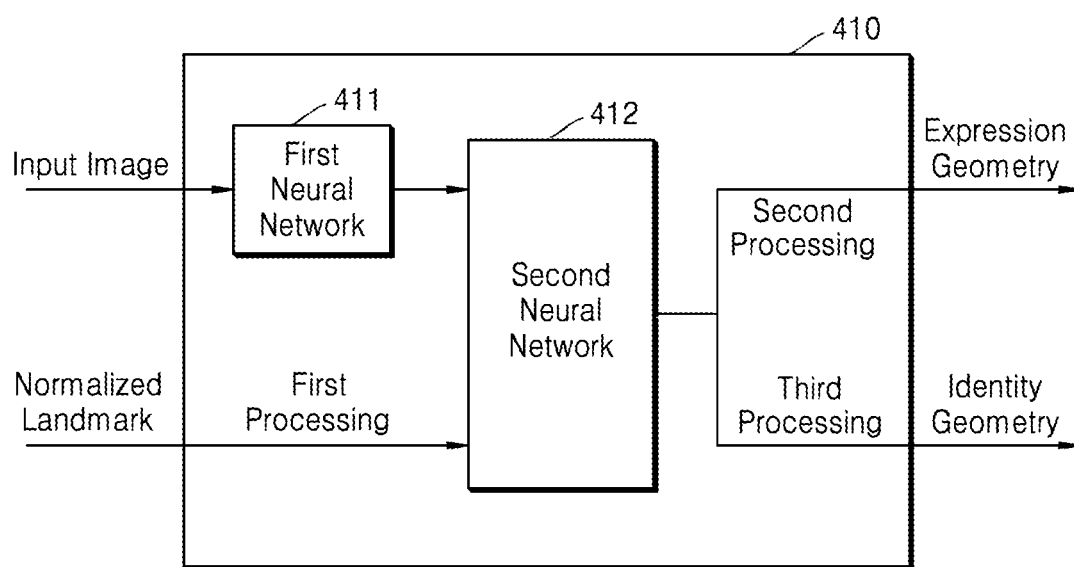 410
411
412
Input Image
First
Neural
Network
Second
Neural
Network
Expression
Geometry
Second
Processing
Normalized
Landmark
First
Processing
Third
Processing
Identity
Geometry